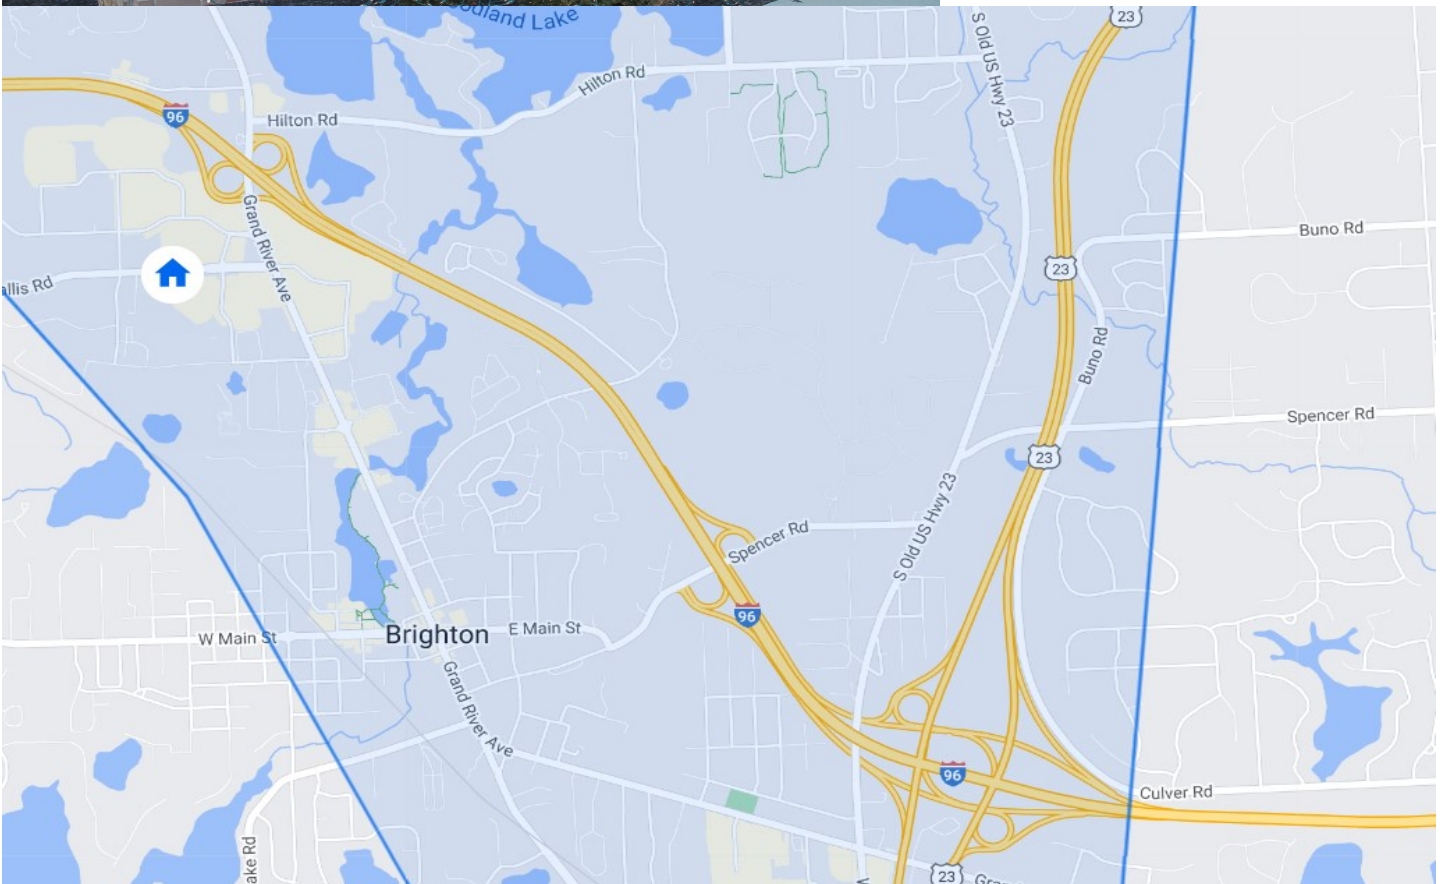 Lake
23
S Old US Hwy 23
Hilton Rd
96
Hilton Rd
Grand River Ave
Buno Rd
23
Rd
Buno Rd
Spencer Rd
23
S Old US Hwy 23
Spencer Rd
96
W Main St
Brighton
E Main St
Grand River Ave
96
Culver Rd
Rd
23